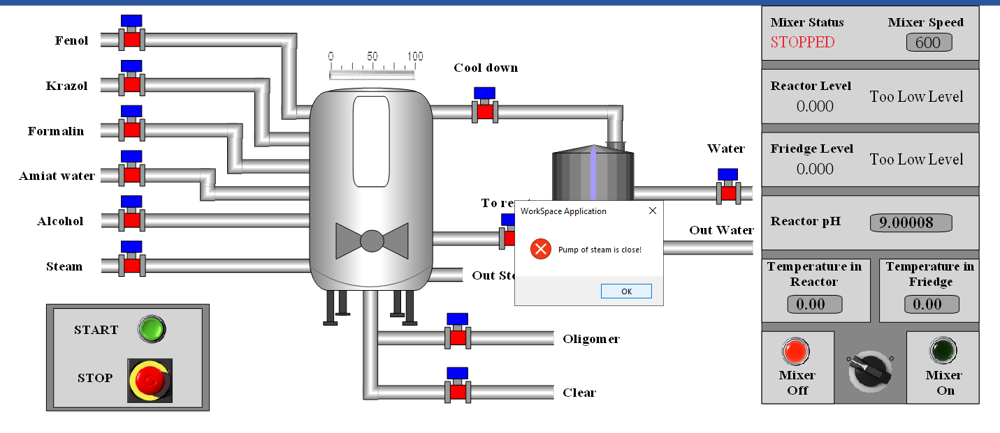 Fenol
Krazol
Formalin
Amiat water
Alcohol
Steam
START
STOP
0 50 100
Cool down
Water
To re
Out Water
Out Ste
Oligomer
Clear
WorkSpace Application
Pump of steam is close!
OK
Mixer Status
STOPPED
Mixer Speed
600
Reactor Level
0.000
Too Low Level
Friedge Level
0.000
Too Low Level
Reactor pH
9.00008
Temperature in
Reactor
0.00
Temperature in
Friedge
0.00
Mixer
Off
Mixer
On